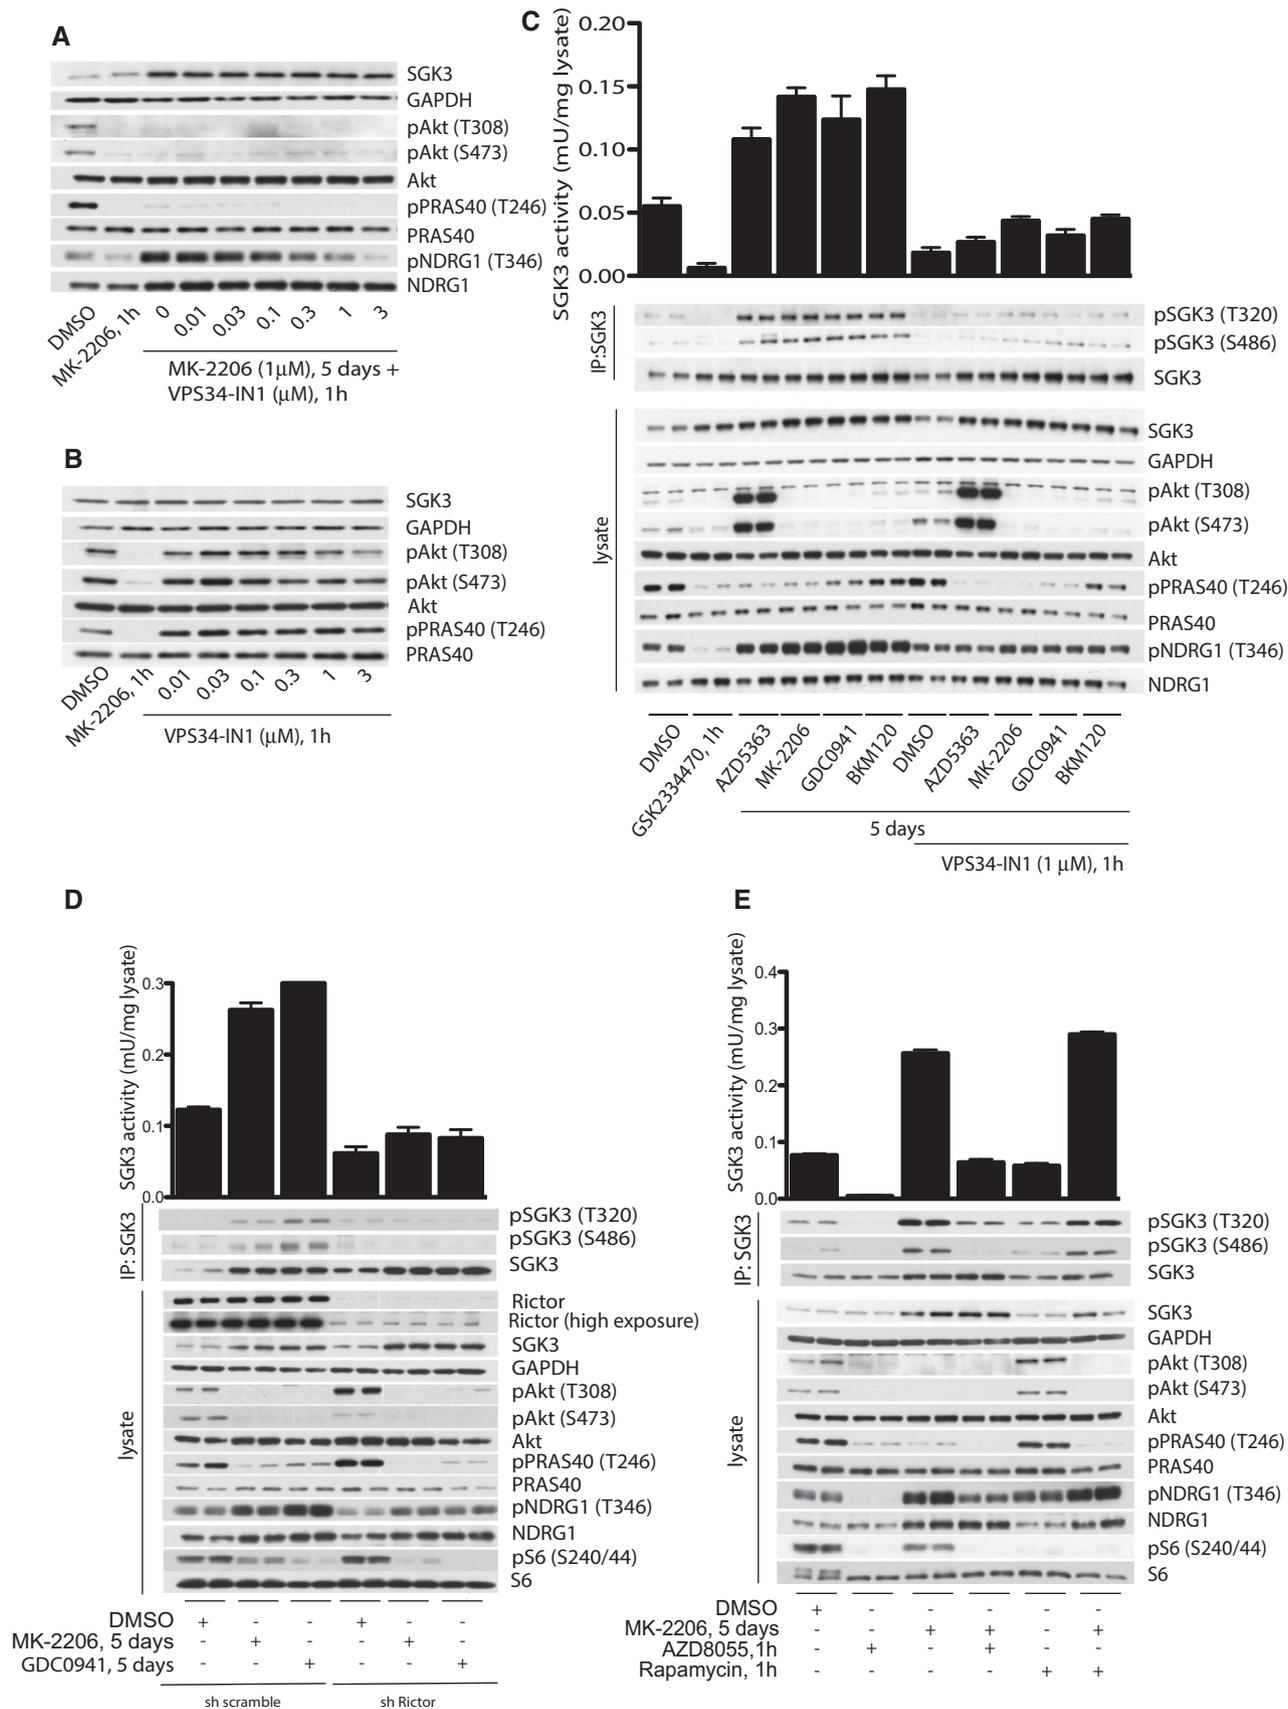 A
SGK3
GAPDH
pAkt (T308)
pAkt (S473)
Akt
pPRAS40 (T246)
PRAS40
pNDRG1 (T346)
NDRG1
DMSO
MK-2206, 1h
0
0.01
0.03
0.1
0.3
1
3
MK-2206 (1μM), 5 days +
VPS34-IN1 (μM), 1h
B
SGK3
GAPDH
pAkt (T308)
pAkt (S473)
Akt
pPRAS40 (T246)
PRAS40
DMSO
MK-2206, 1h
0.01
0.03
0.1
0.3
1
3
VPS34-IN1 (μM), 1h
C
SGK3 activity (mU/mg lysate)
0.20
0.15
0.10
0.05
0.00
IP:SGK3
pSGK3 (T320)
pSGK3 (S486)
SGK3
lysate
SGK3
GAPDH
pAkt (T308)
pAkt (S473)
Akt
pPRAS40 (T246)
PRAS40
pNDRG1 (T346)
NDRG1
DMSO
GSK2334470, 1h
AZD5363
MK-2206
GDC0941
BKM120
DMSO
AZD5363
MK-2206
GDC0941
BKM120
5 days
VPS34-IN1 (1 μM), 1h
D
SGK3 activity (mU/mg lysate)
0.3
0.2
0.1
0.0
IP: SGK3
pSGK3 (T320)
pSGK3 (S486)
SGK3
lysate
Rictor
Rictor (high exposure)
SGK3
GAPDH
pAkt (T308)
pAkt (S473)
Akt
pPRAS40 (T246)
PRAS40
pNDRG1 (T346)
NDRG1
pS6 (S240/44)
S6
DMSO + - - + - -
MK-2206, 5 days - + - - + -
GDC0941, 5 days - - + - - +
sh scramble sh Rictor
E
SGK3 activity (mU/mg lysate)
0.4
0.3
0.2
0.1
0.0
IP: SGK3
pSGK3 (T320)
pSGK3 (S486)
SGK3
lysate
SGK3
GAPDH
pAkt (T308)
pAkt (S473)
Akt
pPRAS40 (T246)
PRAS40
pNDRG1 (T346)
NDRG1
pS6 (S240/44)
S6
DMSO + - - - - -
MK-2206, 5 days - - + + - +
AZD8055,1h - + - + - -
Rapamycin, 1h - - - - + +